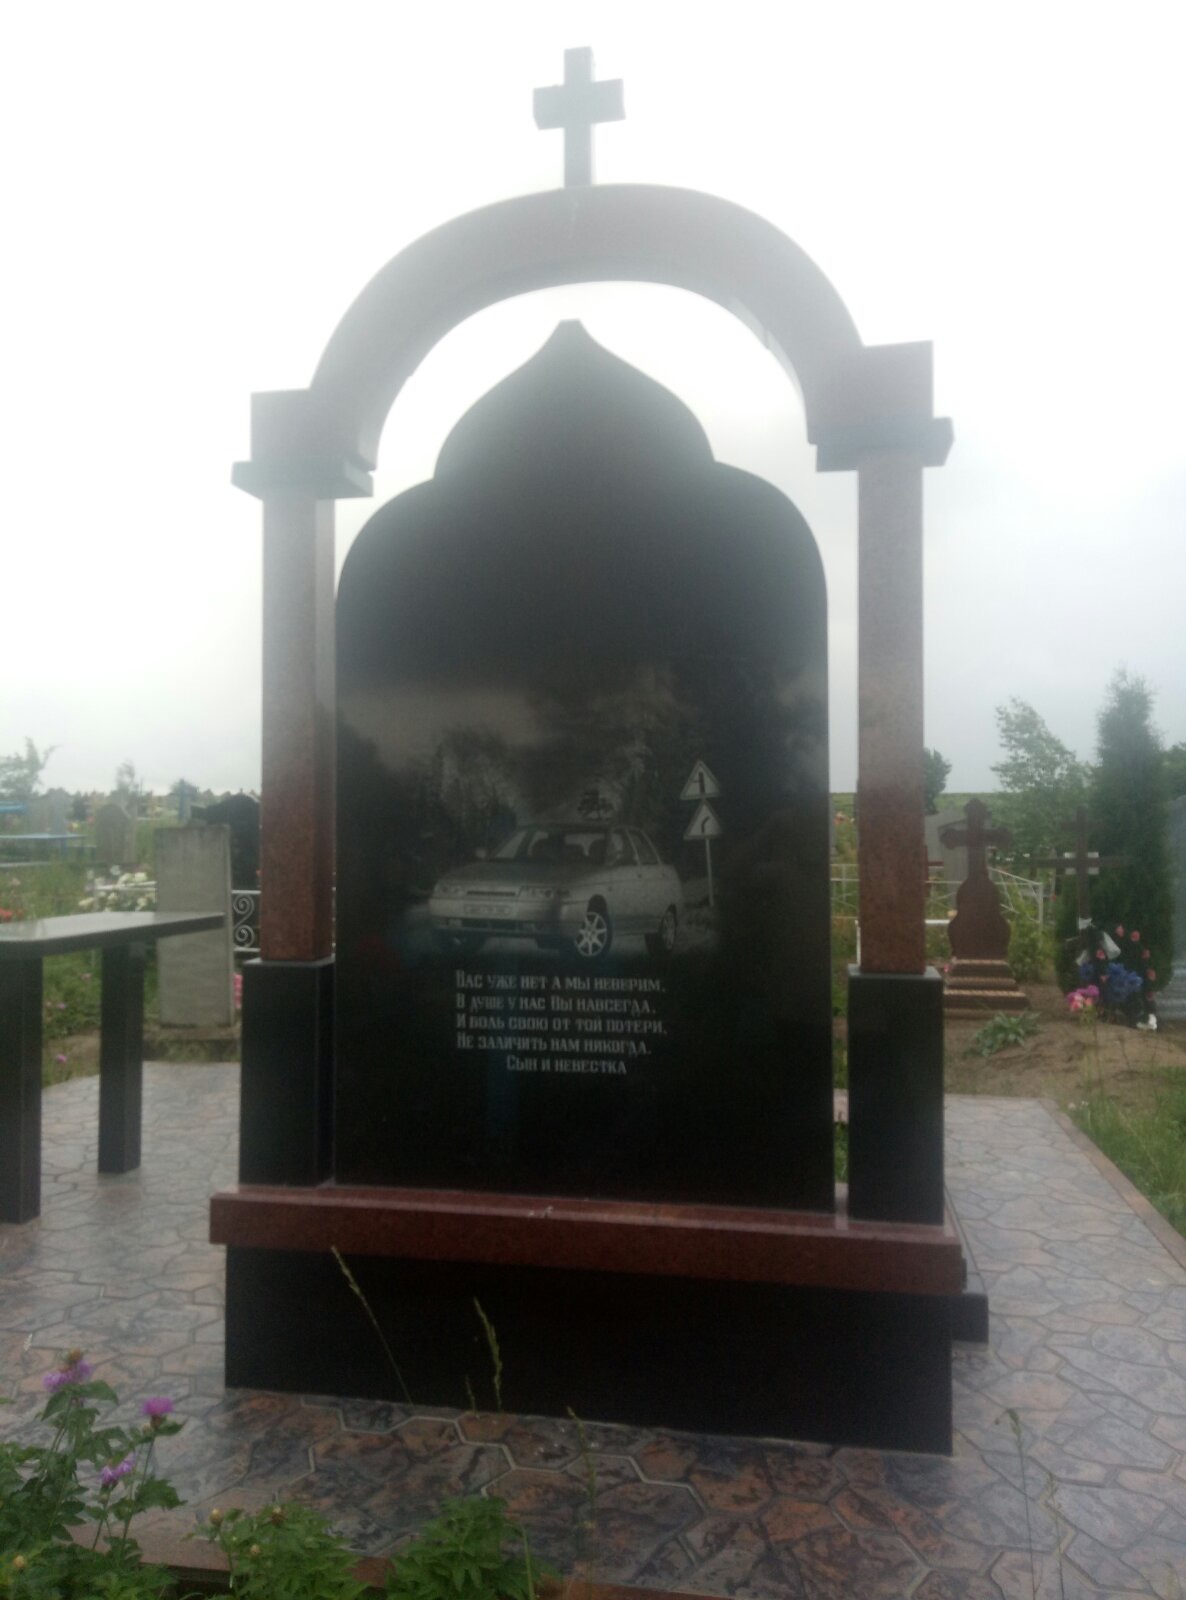 Вас уже нет а мы неверим,
В душе у нас Вы навсегда,
И боль свою от той потери,
Не заличить нам никогда.
Сын и невестка